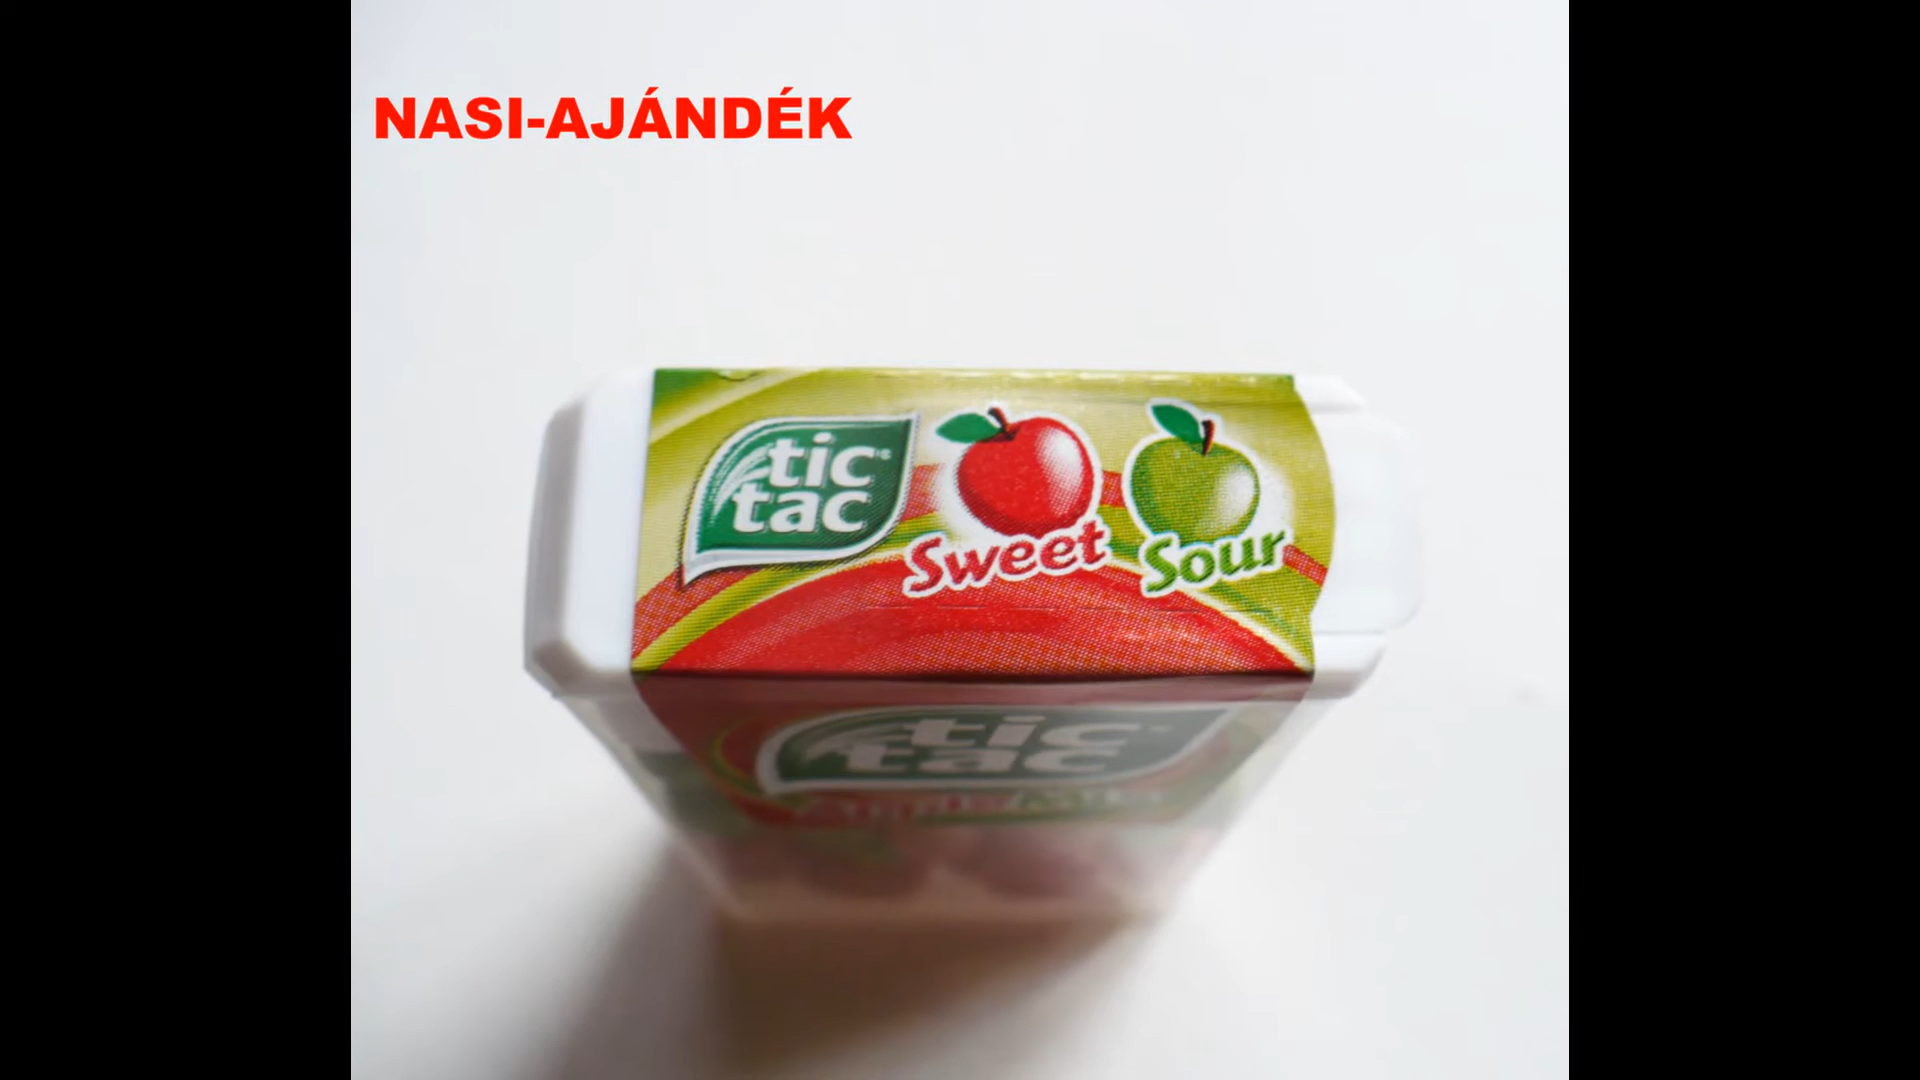 NASI-AJÁNDÉK
tic
tac
Sweet Sour
tic
tac